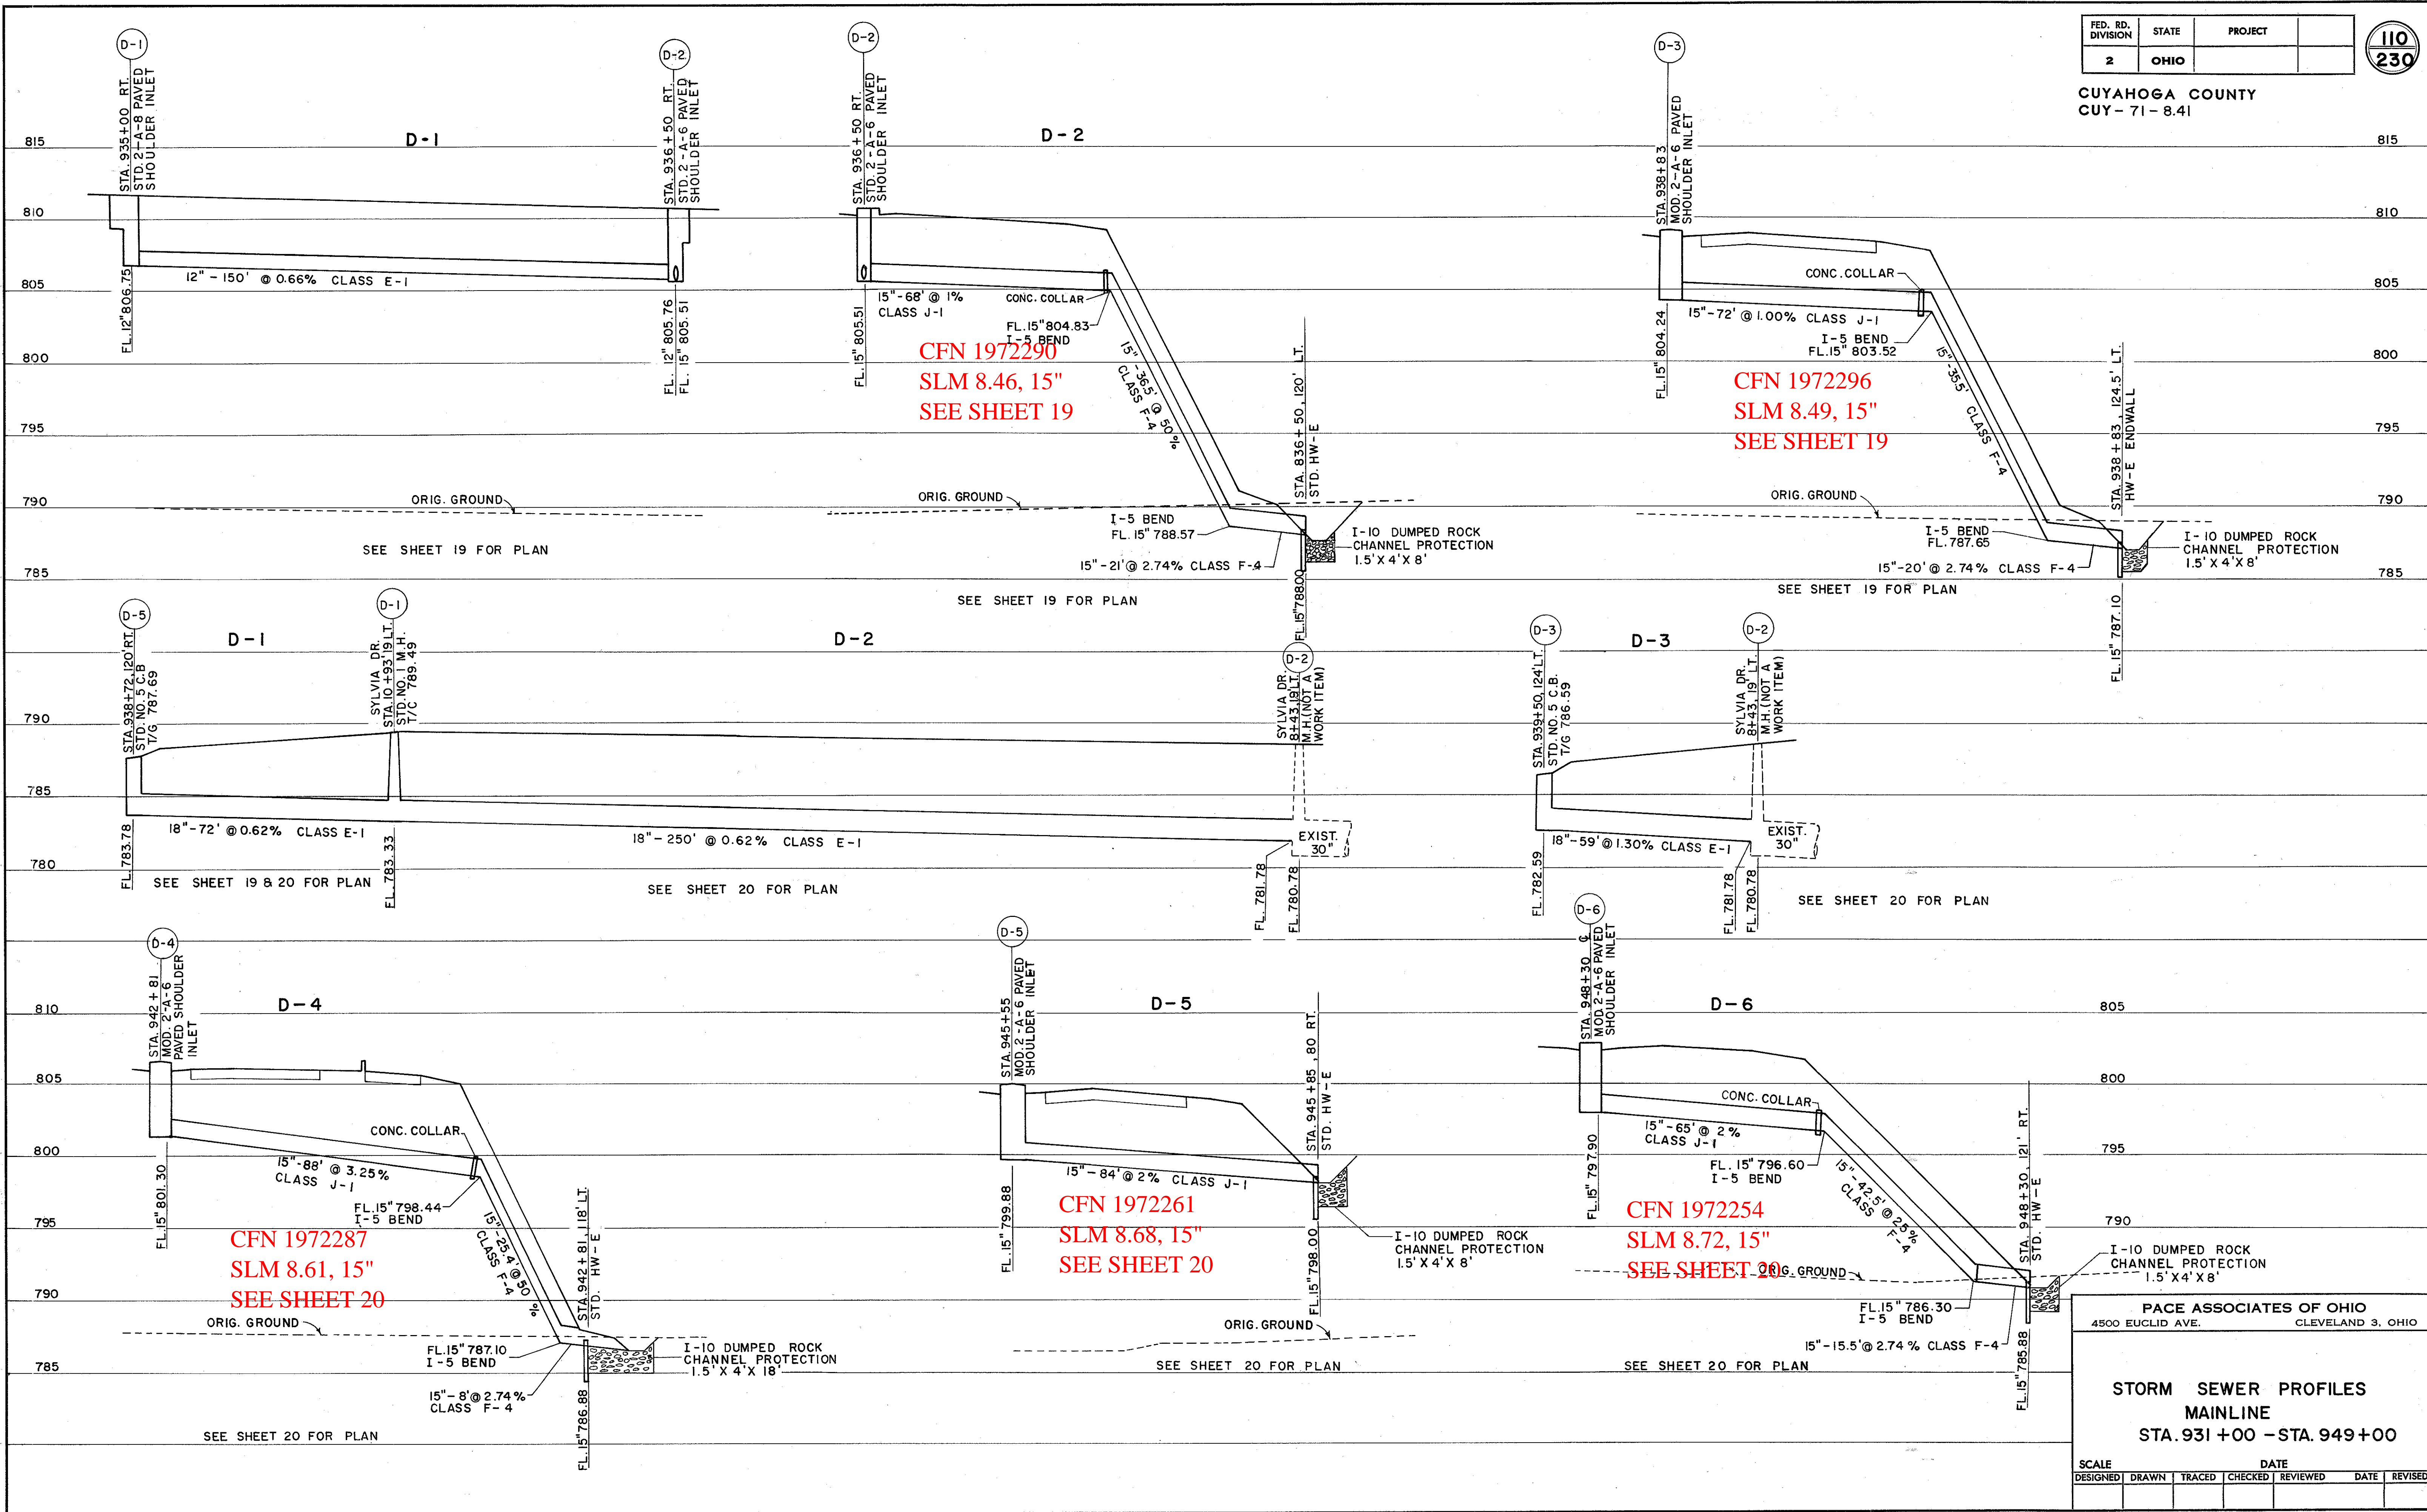 FED. RD.
DIVISION
STATE
PROJECT
2
OHIO
110
230
CUYAHOGA COUNTY
CUY - 71 - 8.41
D-1
STA. 935+00 RT.
STD. 2-A-8 PAVED
SHOULDER INLET
D-1
D-2
STA. 936+50 RT.
STD. 2-A-6 PAVED
SHOULDER INLET
D-2
STA. 936+50 RT.
STD. 2-A-6 PAVED
SHOULDER INLET
D-2
D-3
STA. 938+83
MOD. 2-A-6 PAVED
SHOULDER INLET
815
815
810
810
805
805
800
800
795
795
790
790
785
785
12" - 150' @ 0.66% CLASS E-1
FL. 12" 806.75
FL. 12" 805.76
FL. 15" 805.51
ORIG. GROUND
SEE SHEET 19 FOR PLAN
FL. 15" 805.51
15"-68' @ 1%
CLASS J-1
CONC. COLLAR
FL. 15" 804.83
I-5 BEND
CFN 1972290
SLM 8.46, 15"
SEE SHEET 19
15"-36.5' @ 50%
CLASS F-4
STA. 836+50, 120' LT.
STD. HW-E
ORIG. GROUND
I-5 BEND
FL. 15" 788.57
15"-21' @ 2.74% CLASS F-4
I-10 DUMPED ROCK
CHANNEL PROTECTION
1.5' X 4' X 8'
FL. 15" 788.00
SEE SHEET 19 FOR PLAN
FL. 15" 804.24
CONC. COLLAR
15"-72' @ 1.00% CLASS J-1
I-5 BEND
FL. 15" 803.52
CFN 1972296
SLM 8.49, 15"
SEE SHEET 19
15"-35.5' CLASS F-4
STA. 938+83, 124.5' LT.
HW-E ENDWALL
ORIG. GROUND
I-5 BEND
FL. 787.65
15"-20' @ 2.74% CLASS F-4
I-10 DUMPED ROCK
CHANNEL PROTECTION
1.5' X 4' X 8'
SEE SHEET 19 FOR PLAN
FL. 15" 787.10
D-5
STA. 938+72, 120' RT.
STD. NO. 5 C.B
T/G 787.69
D-1
D-1
SYLVIA DR.
STA. 10+93' 19 LT.
STD. NO. 1 M.H.
T/C 789.49
D-2
D-2
SYLVIA DR.
8+43, 19' LT.
M.H. (NOT A
WORK ITEM)
D-3
STA. 939+50, 124' LT.
STD. NO. 5 C.B.
T/G 786.59
D-3
D-2
SYLVIA DR.
8+43, 19' LT.
M.H. (NOT A
WORK ITEM)
790
785
780
18"-72' @ 0.62% CLASS E-1
FL. 783.78
FL. 783.33
SEE SHEET 19 & 20 FOR PLAN
18"-250' @ 0.62% CLASS E-1
SEE SHEET 20 FOR PLAN
EXIST.
30"
FL. 781.78
FL. 780.78
18"-59' @ 1.30% CLASS E-1
FL. 782.59
EXIST.
30"
FL. 781.78
FL. 780.78
SEE SHEET 20 FOR PLAN
D-4
STA. 942+81
MOD. 2-A-6
PAVED SHOULDER
INLET
D-4
D-5
STA. 945+55
MOD. 2-A-6 PAVED
SHOULDER INLET
D-5
D-6
STA. 948+30 ℄
MOD. 2-A-6 PAVED
SHOULDER INLET
D-6
810
805
805
800
800
795
795
790
790
785
CONC. COLLAR
15"-88' @ 3.25%
CLASS J-1
FL. 15" 801.30
FL. 15" 798.44
I-5 BEND
CFN 1972287
SLM 8.61, 15"
SEE SHEET 20
15"-25.4' @ 50%
CLASS F-4
STA. 942+81, 118' LT.
STD. HW-E
ORIG. GROUND
FL. 15" 787.10
I-5 BEND
15"-8' @ 2.74%
CLASS F-4
I-10 DUMPED ROCK
CHANNEL PROTECTION
1.5' X 4' X 18'
FL. 15" 786.88
SEE SHEET 20 FOR PLAN
15"-84' @ 2% CLASS J-1
FL. 15" 799.88
CFN 1972261
SLM 8.68, 15"
SEE SHEET 20
STA. 945+85, 80 RT.
STD. HW-E
FL. 15" 798.00
I-10 DUMPED ROCK
CHANNEL PROTECTION
1.5' X 4' X 8'
ORIG. GROUND
SEE SHEET 20 FOR PLAN
CONC. COLLAR
15"-65' @ 2%
CLASS J-1
FL. 15" 797.90
FL. 15" 796.60
I-5 BEND
CFN 1972254
SLM 8.72, 15"
SEE SHEET 20
ORIG. GROUND
15"-42.5' @ 25%
CLASS F-4
STA. 948+30, 121' RT.
STD. HW-E
FL. 15" 786.30
I-5 BEND
15"-15.5' @ 2.74% CLASS F-4
I-10 DUMPED ROCK
CHANNEL PROTECTION
1.5' X 4' X 8'
FL. 15" 785.88
SEE SHEET 20 FOR PLAN
PACE ASSOCIATES OF OHIO
4500 EUCLID AVE. CLEVELAND 3, OHIO
STORM SEWER PROFILES
MAINLINE
STA. 931+00 - STA. 949+00
SCALE DATE
DESIGNED DRAWN TRACED CHECKED REVIEWED DATE REVISED